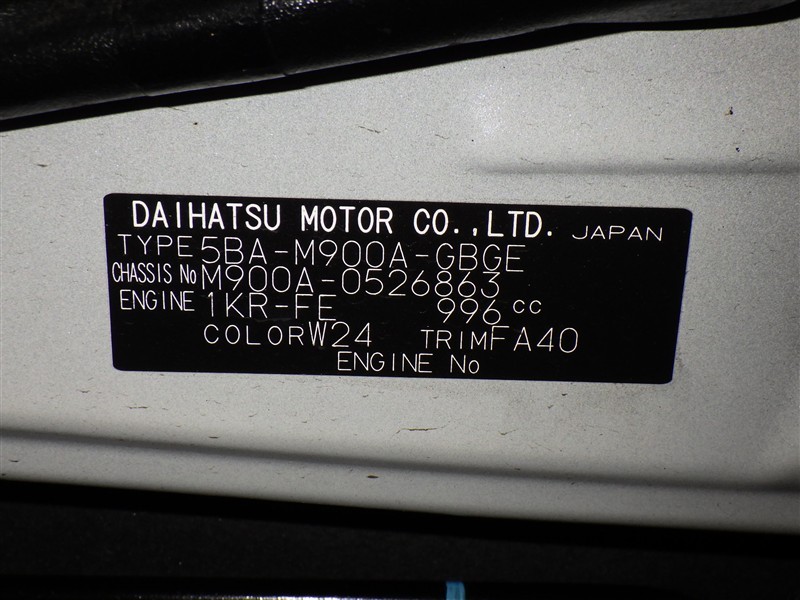 DAIHATSU MOTOR CO.,LTD. JAPAN
TYPE 5BA-M900A-GBGE
CHASSIS No M900A-0526863
ENGINE 1KR-FE 996 CC
COLOR W24 TRIM FA40
ENGINE No